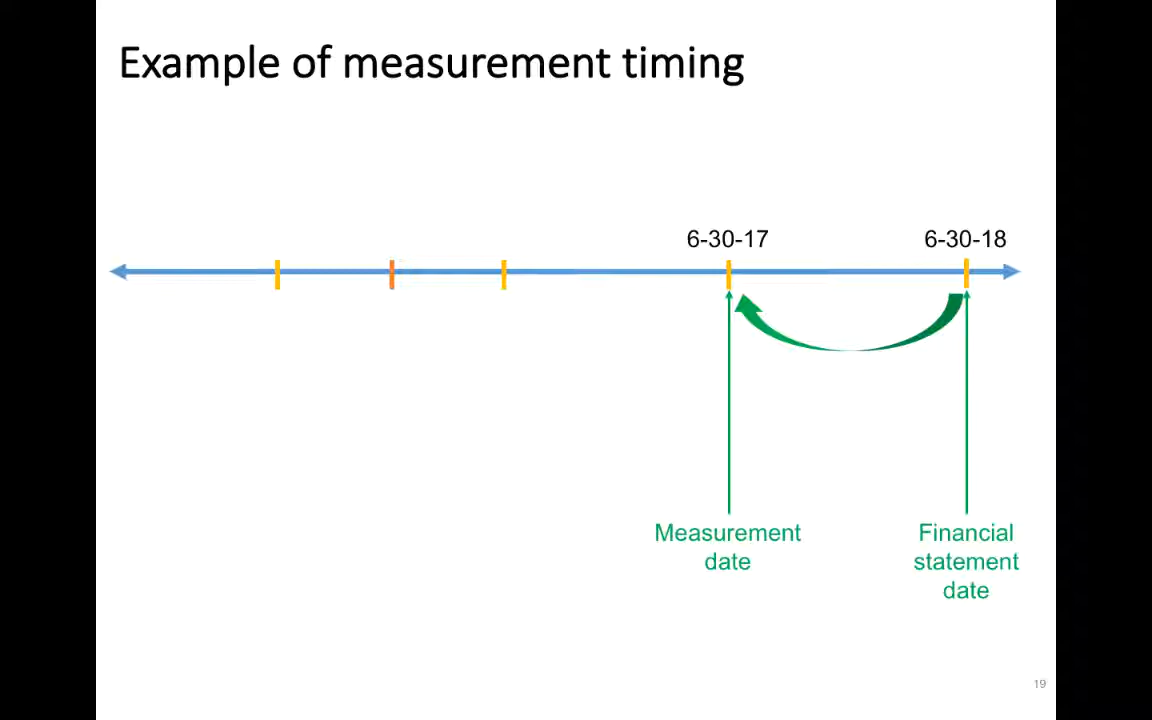 Example of measurement timing
6-30-17
6-30-18
Measurement
date
Financial
statement
date
19